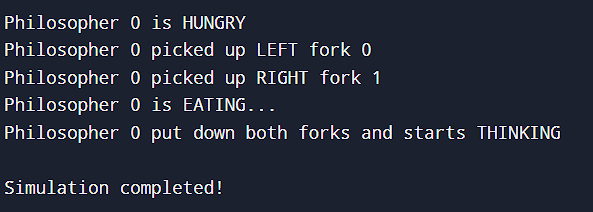 Philosopher 0 is HUNGRY
Philosopher 0 picked up LEFT fork 0
Philosopher 0 picked up RIGHT fork 1
Philosopher 0 is EATING...
Philosopher 0 put down both forks and starts THINKING
Simulation completed!